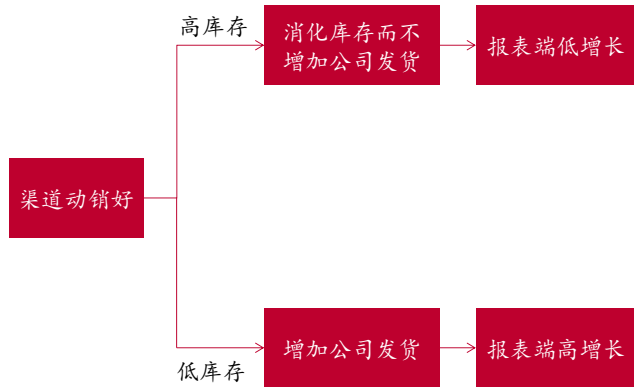 高库存
消化库存而不
增加公司发货
报表端低增长
渠道动销好
增加公司发货
报表端高增长
低库存